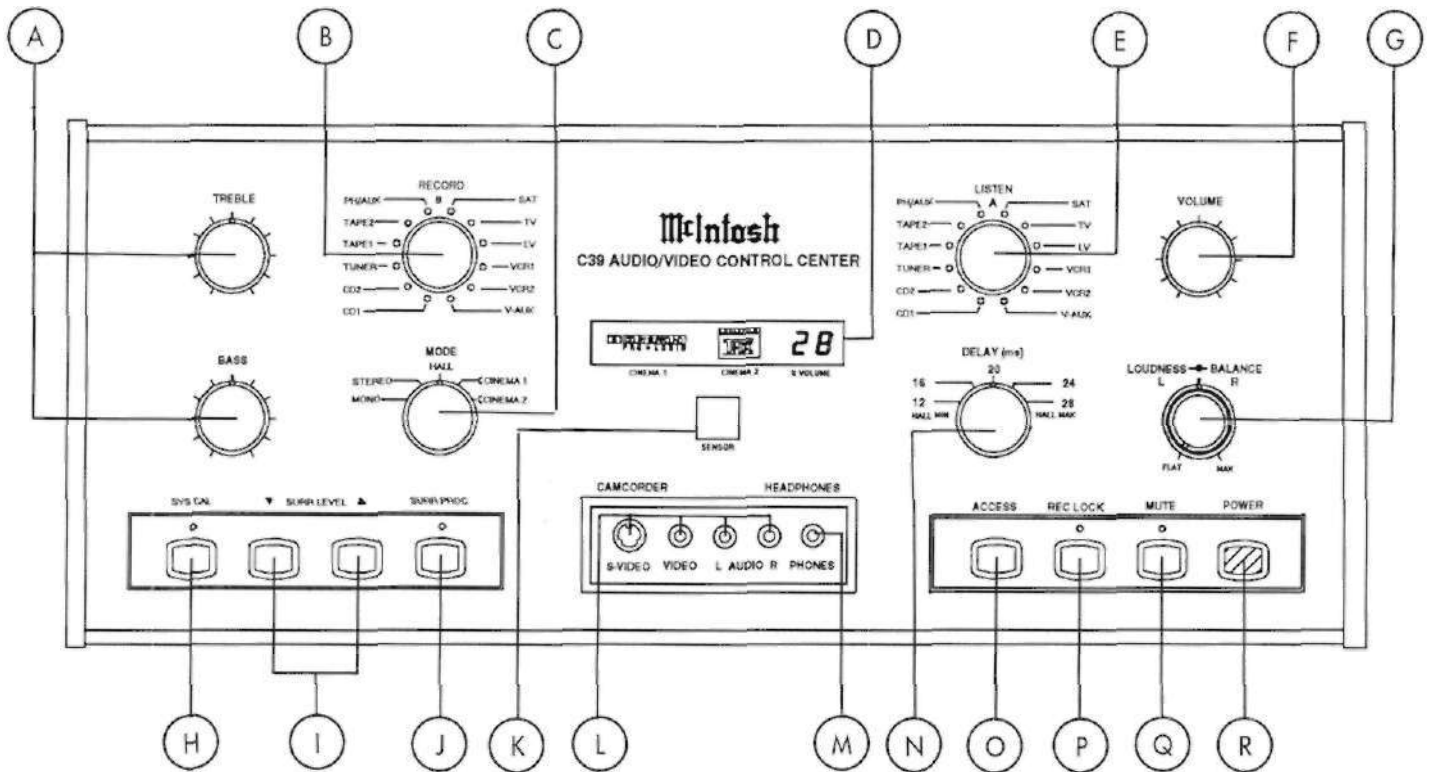 A B C D E F G
TREBLE
RECORD
B
PH/AUX SAT
TAPE2 TV
TAPE1 LV
TUNER VCR1
CD2 VCR2
CD1 V-AUX
McIntosh
C39 AUDIO/VIDEO CONTROL CENTER
LISTEN
A
PH/AUX SAT
TAPE2 TV
TAPE1 LV
TUNER VCR1
CD2 VCR2
CD1 V-AUX
VOLUME
BASS
MODE
HALL
STEREO CINEMA 1
MONO CINEMA 2
PRO•LOGIC
28
CINEMA 1 CINEMA 2 % VOLUME
SENSOR
DELAY (ms)
20
16 24
12 28
HALL MIN HALL MAX
LOUDNESS BALANCE
L R
FLAT MAX
SYS CAL ▼ SURR LEVEL ▲ SURR PROC
CAMCORDER HEADPHONES
S-VIDEO VIDEO L AUDIO R PHONES
ACCESS REC LOCK MUTE POWER
H I J K L M N O P Q R